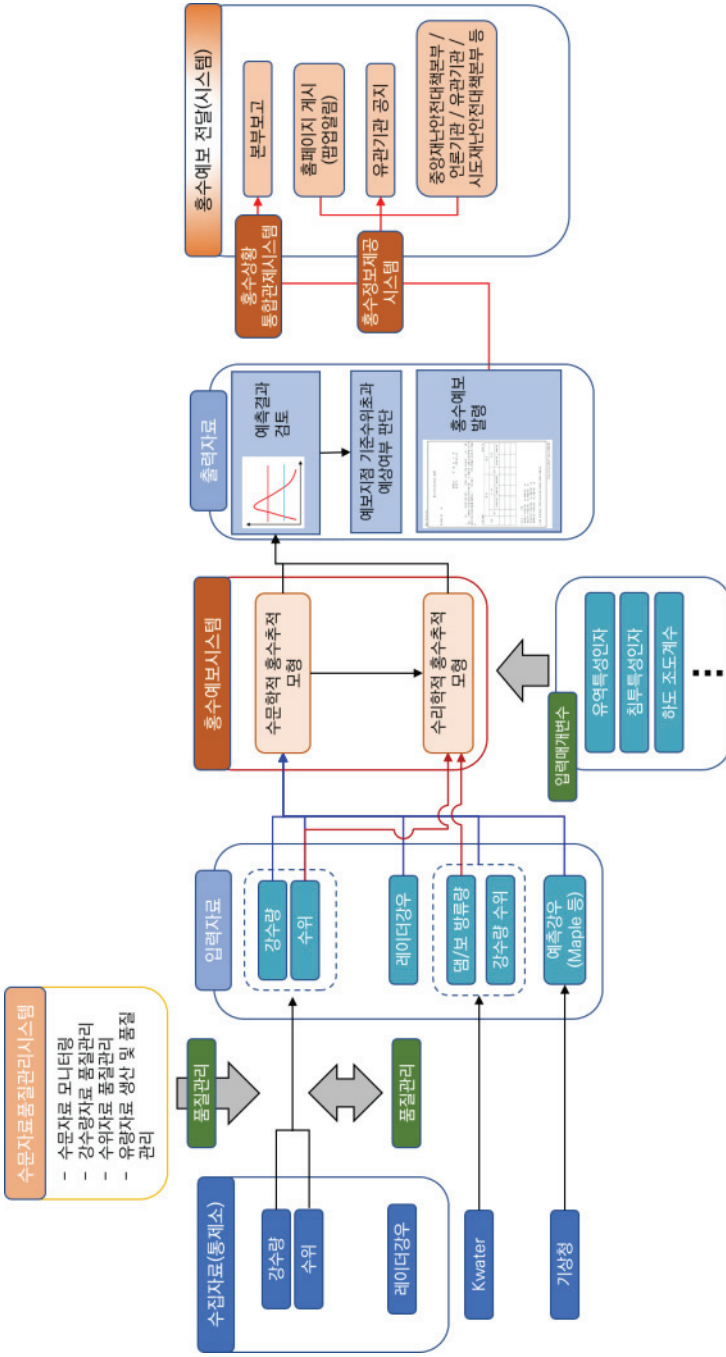 수문자료품질관리시스템
- 수문자료 모니터링
- 강수량자료 품질관리
- 수위자료 품질관리
- 유량자료 생산 및 품질
관리
수집자료(통제소)
강수량
수위
레이더강우
Kwater
기상청
품질관리
품질관리
입력자료
강수량
수위
레이더강우
댐/보 방류량
강수량 수위
예측강우
(Maple 등)
홍수예보시스템
수문학적 홍수추적
모형
수리학적 홍수추적
모형
입력매개변수
유역특성인자
침투특성인자
하도 조도계수
출력자료
예측결과
검토
예보지점 기준수위초과
예상여부 판단
홍수예보
발령
홍수예보 전달(시스템)
홍수상황
통합관제시스템
홍수정보제공
시스템
본부보고
홈페이지 게시
(팝업알림)
유관기관 공지
중앙재난안전대책본부 /
언론기관 / 유관기관 /
시도재난안전대책본부 등